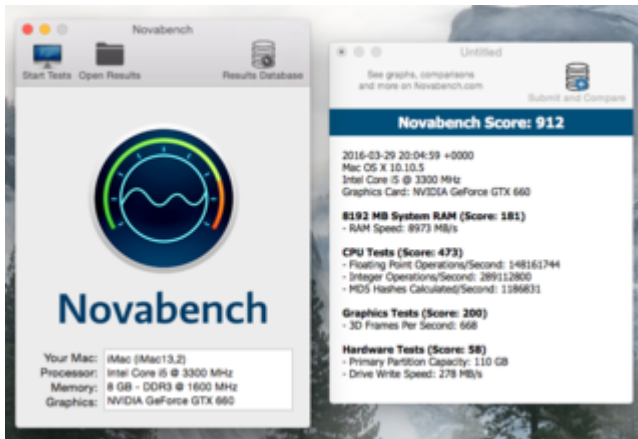 Novabench
Start Tests
Open Results
Results Database
Novabench
Your Mac: iMac (iMac13,2)
Processor: Intel Core i5 @ 3300 MHz
Memory: 8 GB - DDR3 @ 1600 MHz
Graphics: NVIDIA GeForce GTX 660
Untitled
See graphs, comparisons
and more on Novabench.com
Submit and Compare
Novabench Score: 912
2016-03-29 20:04:59 +0000
Mac OS X 10.10.5
Intel Core i5 @ 3300 MHz
Graphics Card: NVIDIA GeForce GTX 660
8192 MB System RAM (Score: 181)
- RAM Speed: 8973 MB/s
CPU Tests (Score: 473)
- Floating Point Operations/Second: 148161744
- Integer Operations/Second: 289112800
- MD5 Hashes Calculated/Second: 1186831
Graphics Tests (Score: 200)
- 3D Frames Per Second: 668
Hardware Tests (Score: 58)
- Primary Partition Capacity: 110 GB
- Drive Write Speed: 278 MB/s